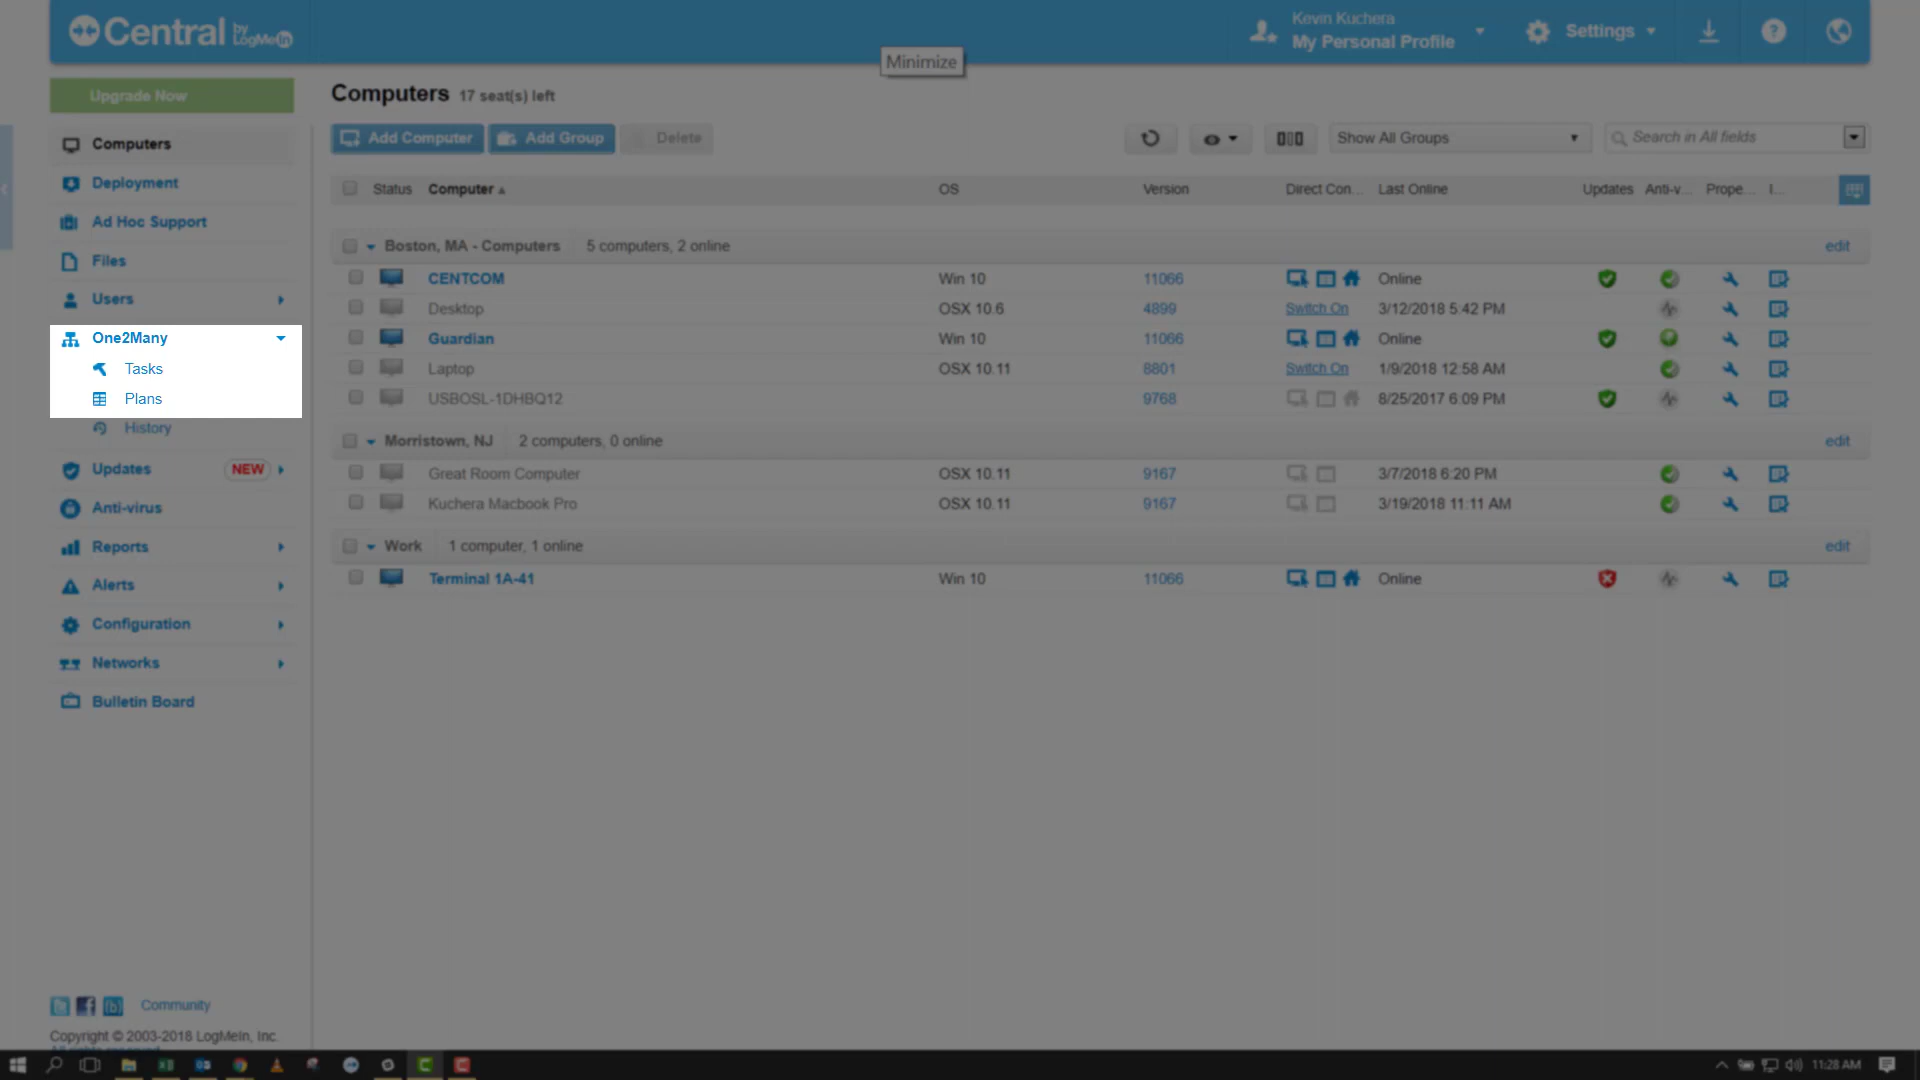 Central by LogMeIn
Kevin Kuchera
My Personal Profile
Settings
Minimize
Upgrade Now
Computers 17 seat(s) left
Add Computer Add Group Delete
Show All Groups
Search in All fields
Computers
Deployment
Ad Hoc Support
Files
Users
One2Many
Tasks
Plans
History
Updates NEW
Anti-virus
Reports
Alerts
Configuration
Networks
Bulletin Board
Status Computer OS Version Direct Con... Last Online Updates Anti-v... Prope... I...
Boston, MA - Computers 5 computers, 2 online edit
CENTCOM Win 10 11066 Online
Desktop OSX 10.6 4899 Switch On 3/12/2018 5:42 PM
Guardian Win 10 11066 Online
Laptop OSX 10.11 8801 Switch On 1/9/2018 12:58 AM
USBOSL-1DHBQ12 9768 8/25/2017 6:09 PM
Morristown, NJ 2 computers, 0 online edit
Great Room Computer OSX 10.11 9167 3/7/2018 6:20 PM
Kuchera Macbook Pro OSX 10.11 9167 3/19/2018 11:11 AM
Work 1 computer, 1 online edit
Terminal 1A-41 Win 10 11066 Online
Community
Copyright © 2003-2018 LogMeIn, Inc.
All rights reserved
11:28 AM